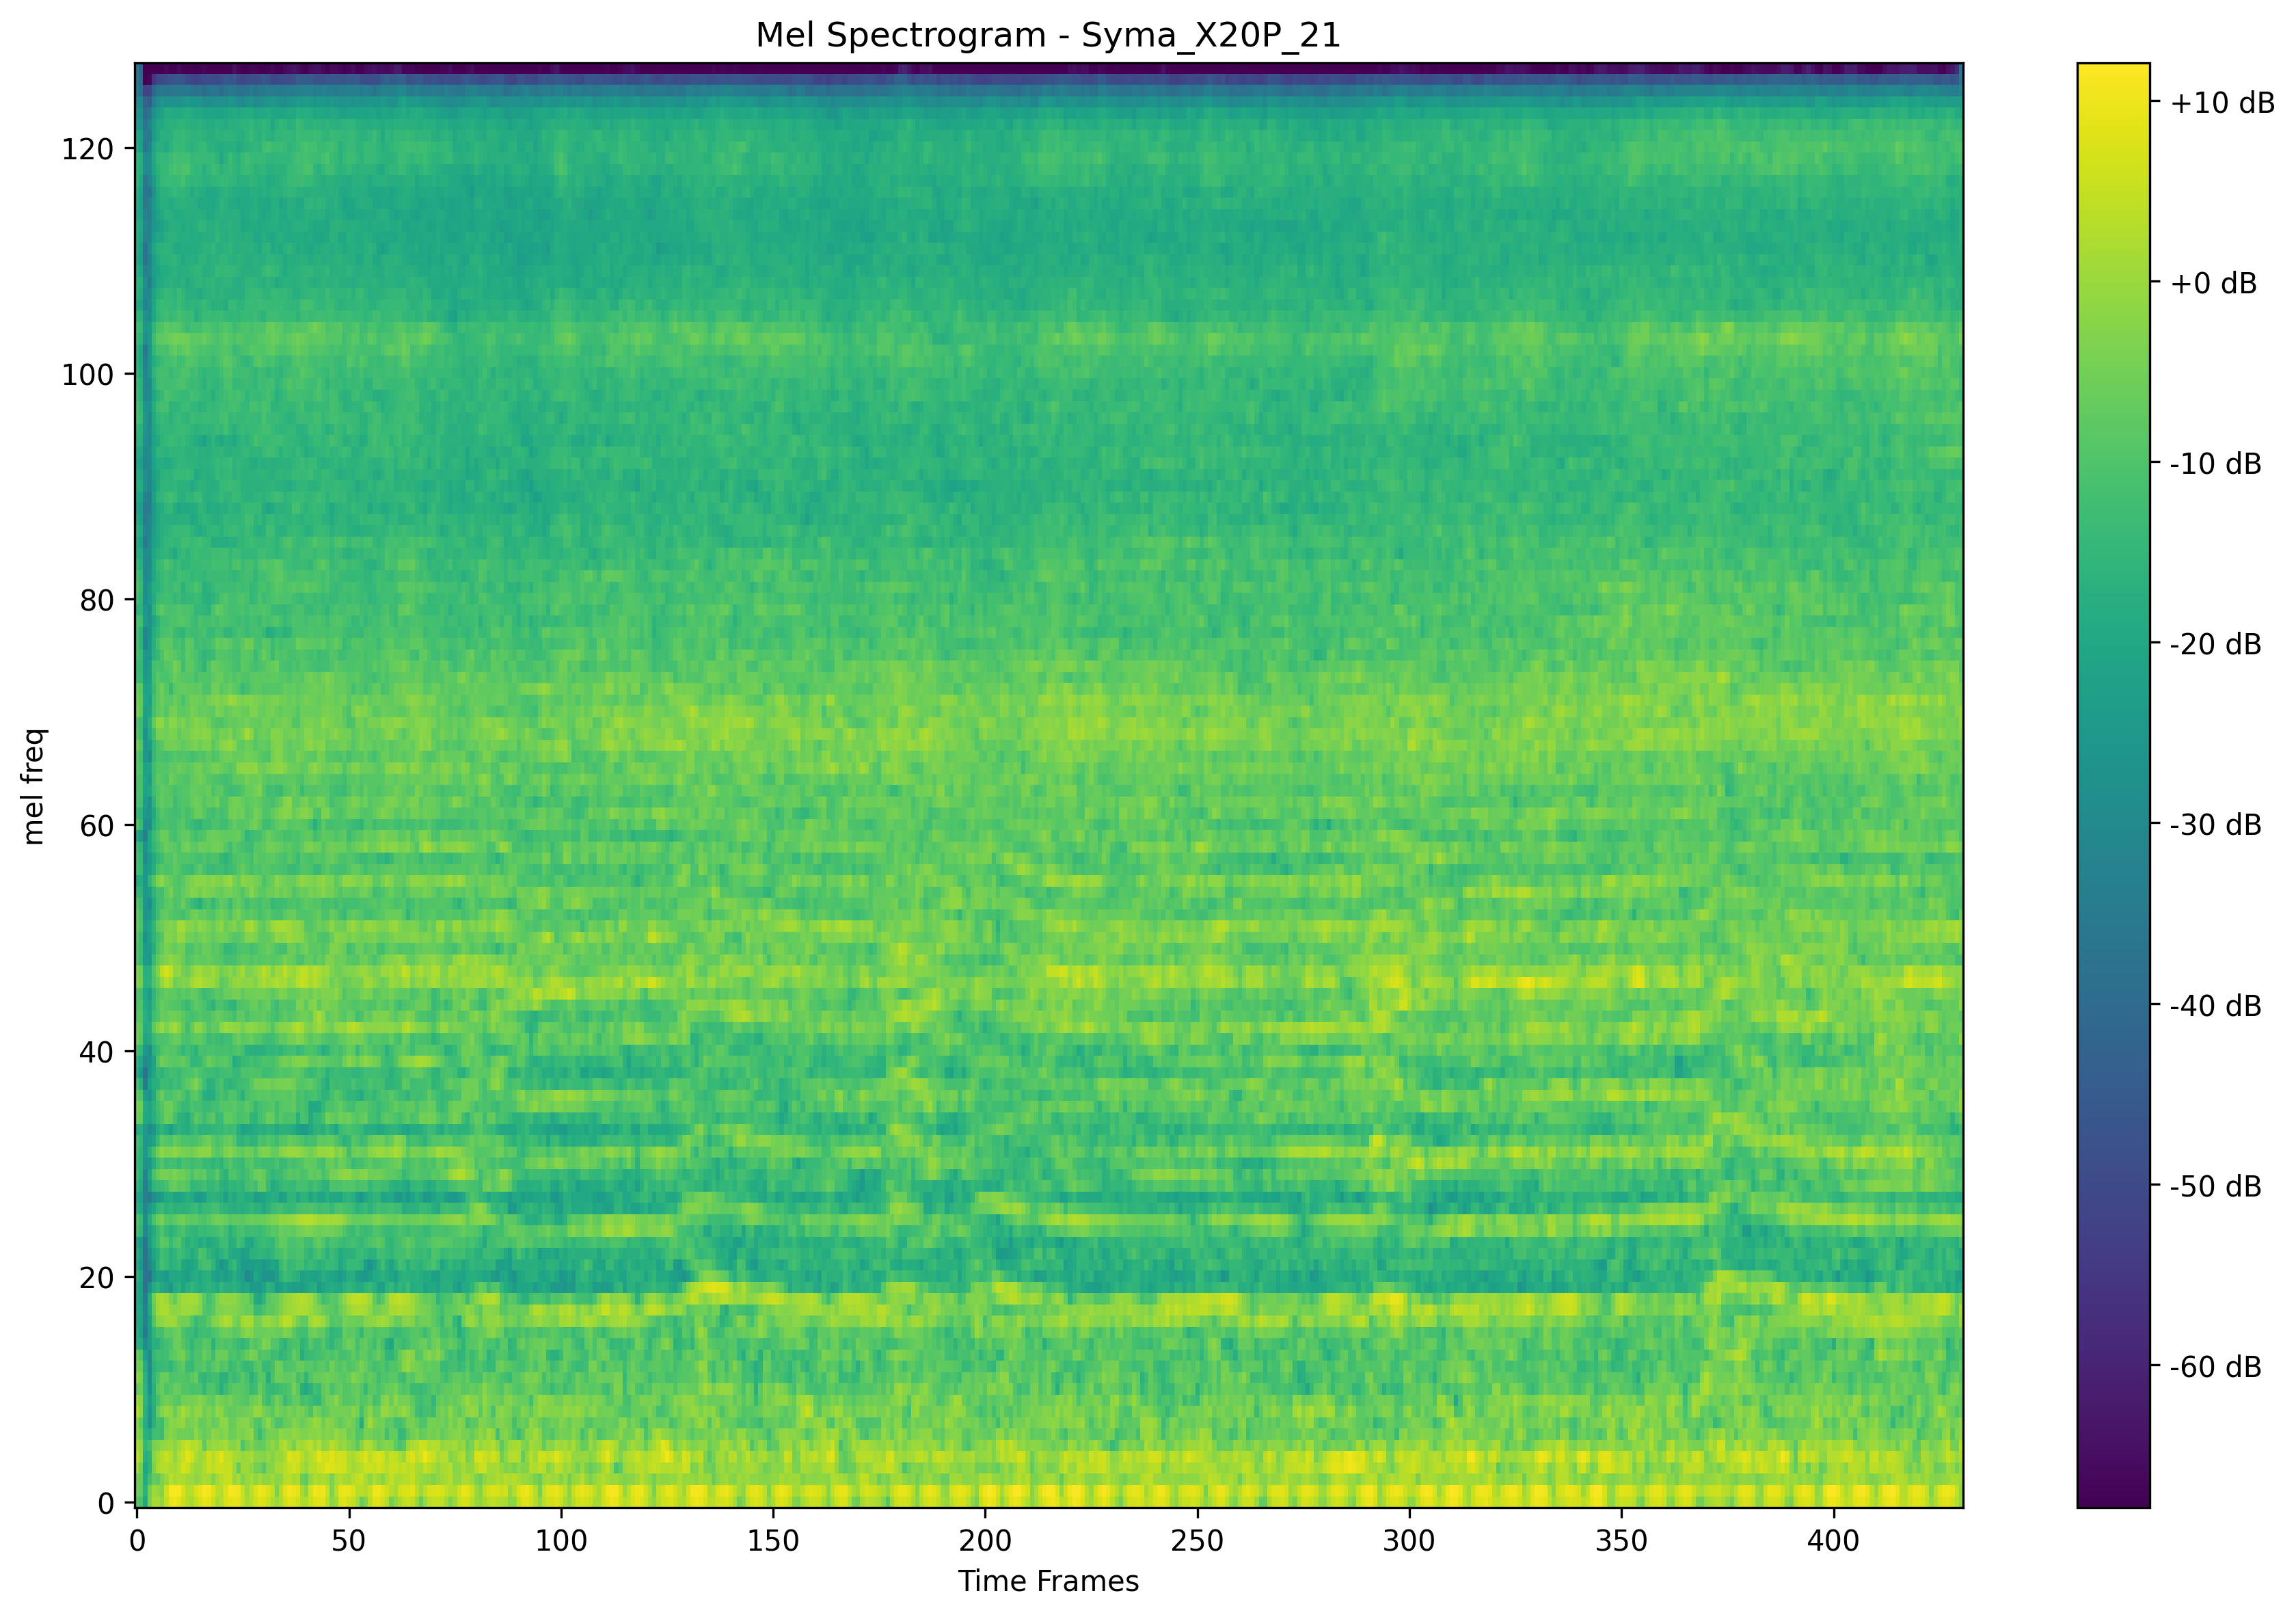 Mel Spectrogram - Syma_X20P_21
mel freq
120
100
80
60
40
20
0
0 50 100 150 200 250 300 350 400
Time Frames
+10 dB
+0 dB
-10 dB
-20 dB
-30 dB
-40 dB
-50 dB
-60 dB